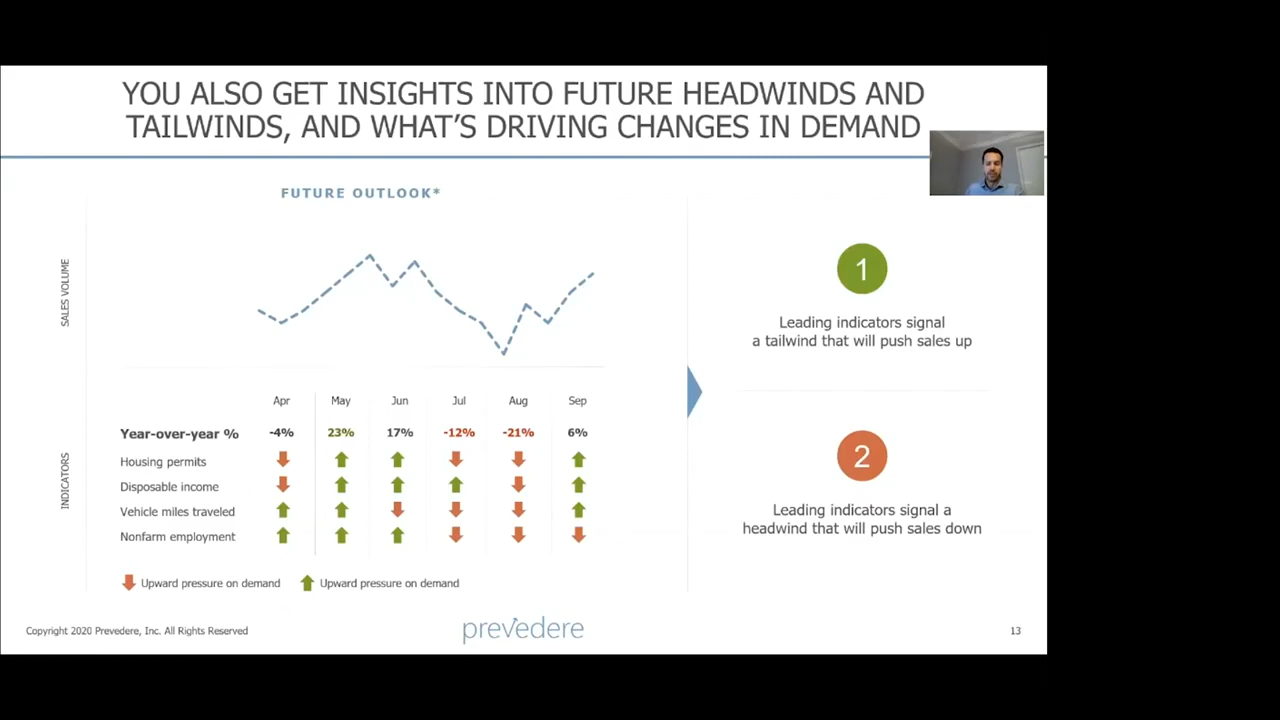 YOU ALSO GET INSIGHTS INTO FUTURE HEADWINDS AND
TAILWINDS, AND WHAT'S DRIVING CHANGES IN DEMAND
FUTURE OUTLOOK*
SALES VOLUME
Apr May Jun Jul Aug Sep
Year-over-year % -4% 23% 17% -12% -21% 6%
Housing permits
Disposable income
Vehicle miles traveled
Nonfarm employment
INDICATORS
Upward pressure on demand Upward pressure on demand
1
Leading indicators signal
a tailwind that will push sales up
2
Leading indicators signal a
headwind that will push sales down
Copyright 2020 Prevedere, Inc. All Rights Reserved
prevedere
13